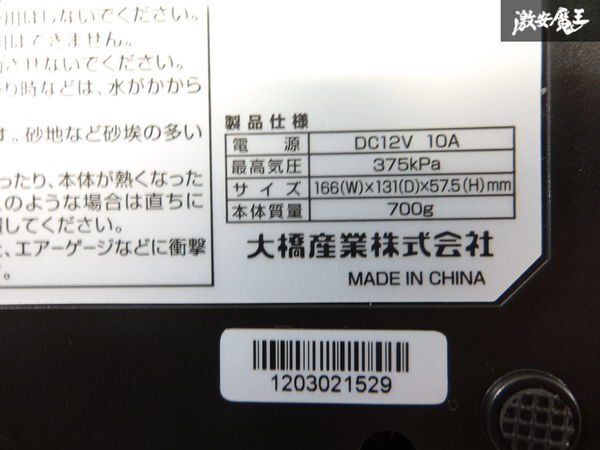 激安魔王
用はしないでください。
用はできません。
させないでください。
り時などは、水がかから
す。砂地など砂埃の多い
ったり、本体が熱くなった
のような場合は直ちに
してください。
、エアーゲージなどに衝撃
す。
製品仕様
電源 DC12V 10A
最高気圧 375kPa
サイズ 166(W)×131(D)×57.5(H)mm
本体質量 700g
大橋産業株式会社
MADE IN CHINA
1203021529